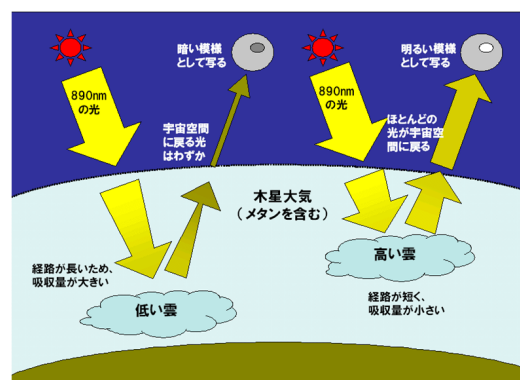 暗い模様
として写る
明るい模様
として写る
890nm
の光
890nm
の光
宇宙空間
に戻る光
はわずか
ほとんどの
光が宇宙空
間に戻る
木星大気
（メタンを含む）
経路が長いため、
吸収量が大きい
高い雲
低い雲
経路が短く、
吸収量が小さい